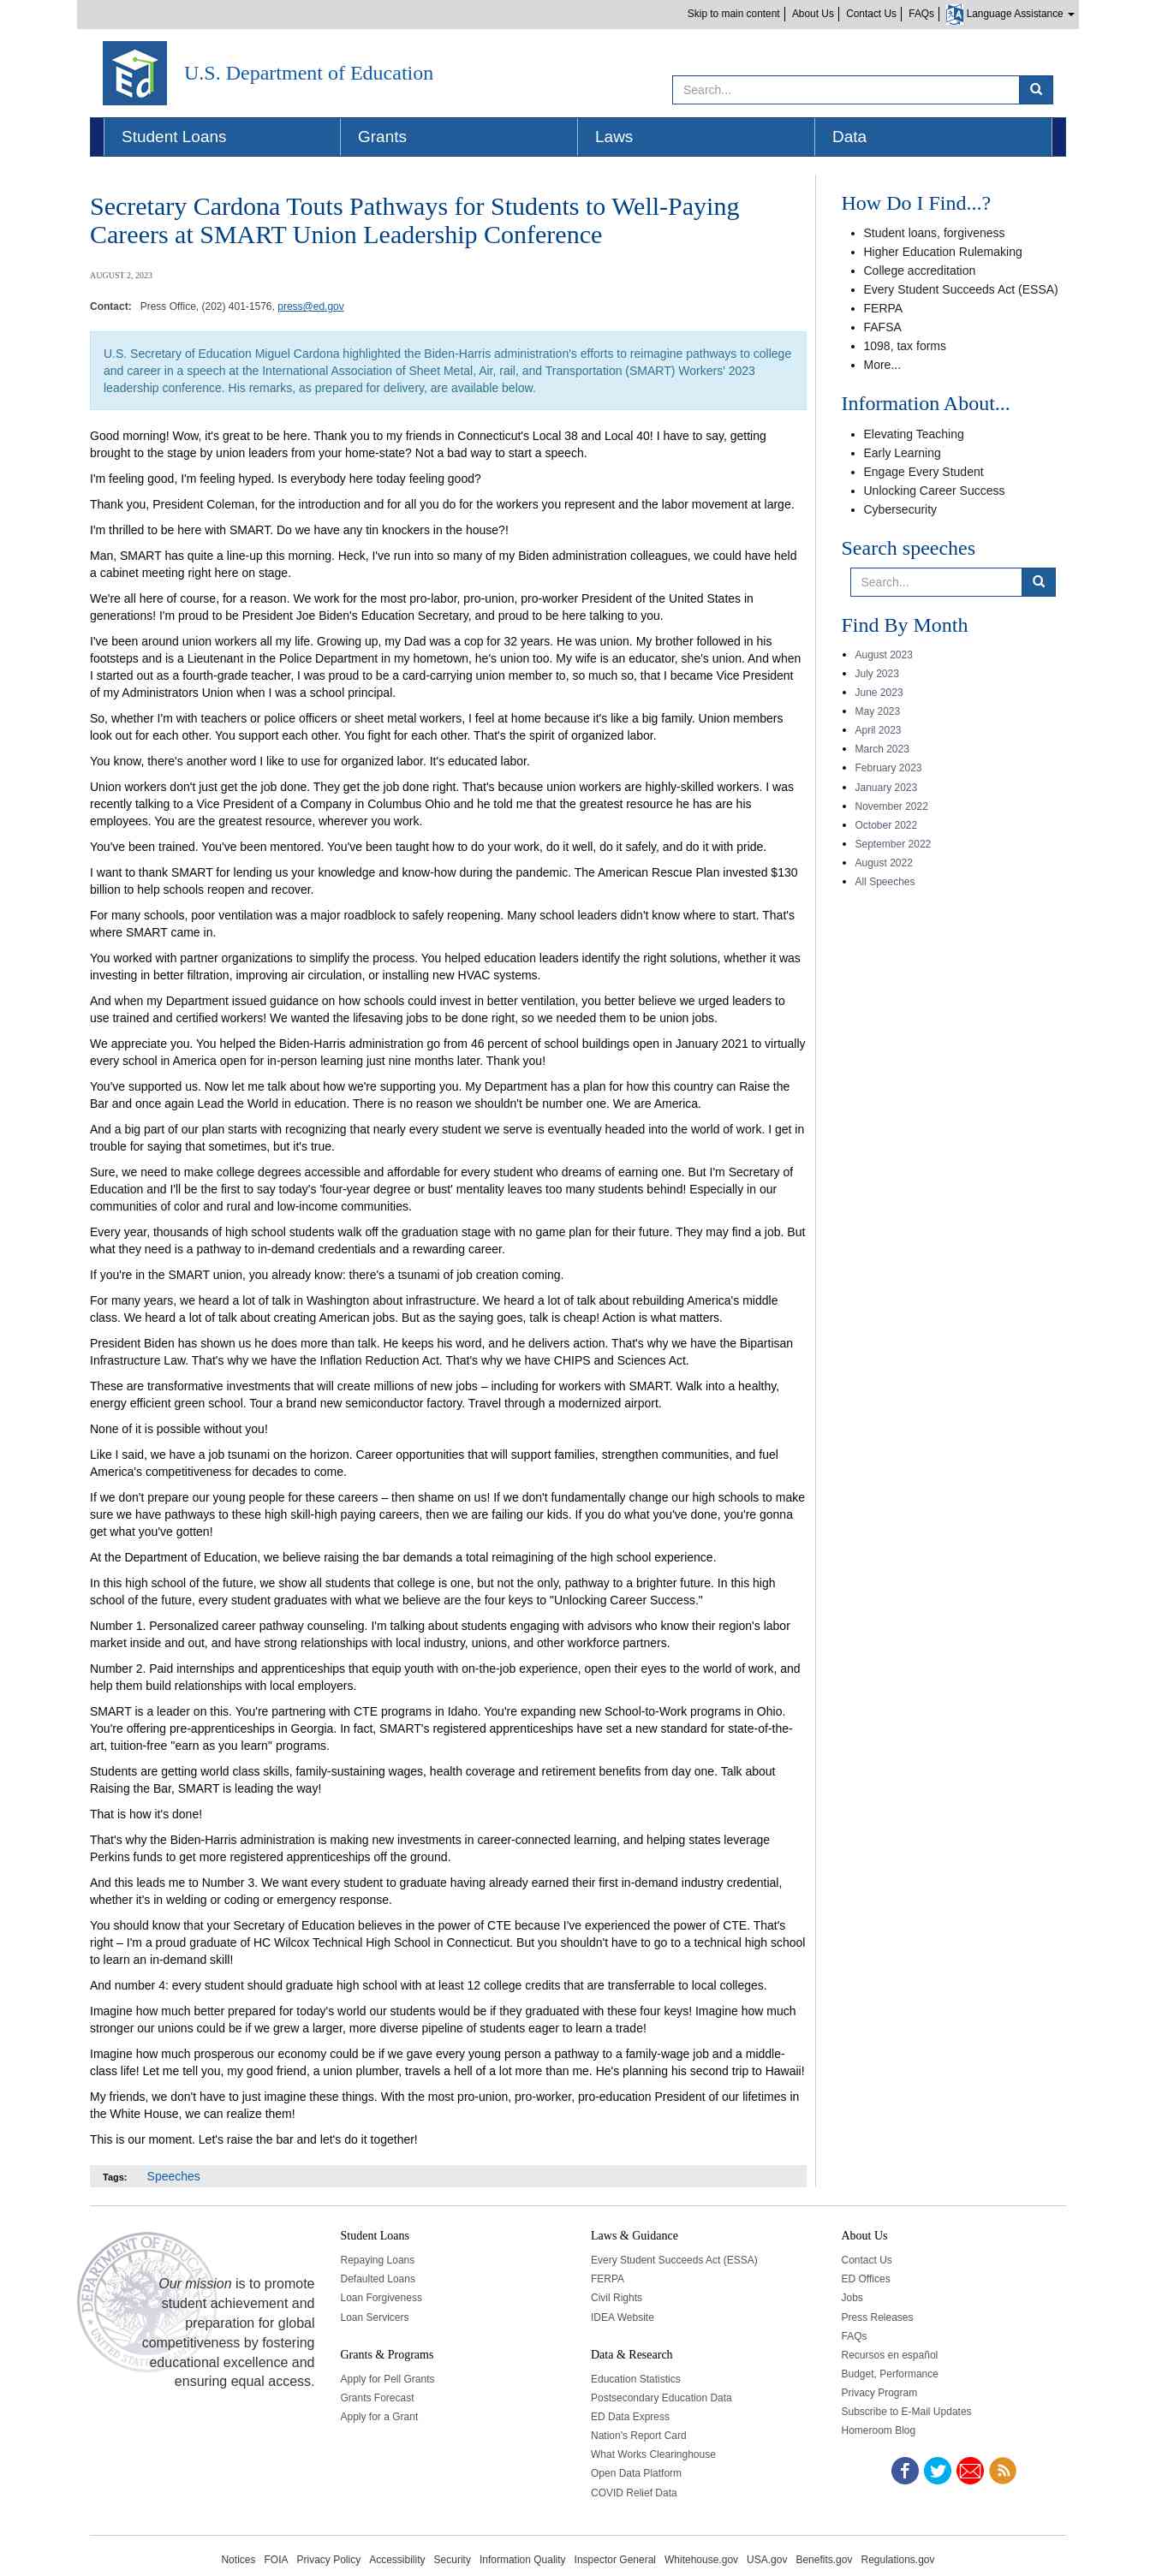 Skip to main content
About Us
Contact Us
FAQs
Language Assistance
Ed
U.S. Department of Education
Search...
Student Loans
Grants
Laws
Data
Secretary Cardona Touts Pathways for Students to Well-Paying
Careers at SMART Union Leadership Conference
AUGUST 2, 2023
Contact: Press Office, (202) 401-1576, press@ed.gov
U.S. Secretary of Education Miguel Cardona highlighted the Biden-Harris administration's efforts to reimagine pathways to college
and career in a speech at the International Association of Sheet Metal, Air, rail, and Transportation (SMART) Workers' 2023
leadership conference. His remarks, as prepared for delivery, are available below.
Good morning! Wow, it's great to be here. Thank you to my friends in Connecticut's Local 38 and Local 40! I have to say, getting
brought to the stage by union leaders from your home-state? Not a bad way to start a speech.
I'm feeling good, I'm feeling hyped. Is everybody here today feeling good?
Thank you, President Coleman, for the introduction and for all you do for the workers you represent and the labor movement at large.
I'm thrilled to be here with SMART. Do we have any tin knockers in the house?!
Man, SMART has quite a line-up this morning. Heck, I've run into so many of my Biden administration colleagues, we could have held
a cabinet meeting right here on stage.
We're all here of course, for a reason. We work for the most pro-labor, pro-union, pro-worker President of the United States in
generations! I'm proud to be President Joe Biden's Education Secretary, and proud to be here talking to you.
I've been around union workers all my life. Growing up, my Dad was a cop for 32 years. He was union. My brother followed in his
footsteps and is a Lieutenant in the Police Department in my hometown, he's union too. My wife is an educator, she's union. And when
I started out as a fourth-grade teacher, I was proud to be a card-carrying union member to, so much so, that I became Vice President
of my Administrators Union when I was a school principal.
So, whether I'm with teachers or police officers or sheet metal workers, I feel at home because it's like a big family. Union members
look out for each other. You support each other. You fight for each other. That's the spirit of organized labor.
You know, there's another word I like to use for organized labor. It's educated labor.
Union workers don't just get the job done. They get the job done right. That's because union workers are highly-skilled workers. I was
recently talking to a Vice President of a Company in Columbus Ohio and he told me that the greatest resource he has are his
employees. You are the greatest resource, wherever you work.
You've been trained. You've been mentored. You've been taught how to do your work, do it well, do it safely, and do it with pride.
I want to thank SMART for lending us your knowledge and know-how during the pandemic. The American Rescue Plan invested $130
billion to help schools reopen and recover.
For many schools, poor ventilation was a major roadblock to safely reopening. Many school leaders didn't know where to start. That's
where SMART came in.
You worked with partner organizations to simplify the process. You helped education leaders identify the right solutions, whether it was
investing in better filtration, improving air circulation, or installing new HVAC systems.
And when my Department issued guidance on how schools could invest in better ventilation, you better believe we urged leaders to
use trained and certified workers! We wanted the lifesaving jobs to be done right, so we needed them to be union jobs.
We appreciate you. You helped the Biden-Harris administration go from 46 percent of school buildings open in January 2021 to virtually
every school in America open for in-person learning just nine months later. Thank you!
You've supported us. Now let me talk about how we're supporting you. My Department has a plan for how this country can Raise the
Bar and once again Lead the World in education. There is no reason we shouldn't be number one. We are America.
And a big part of our plan starts with recognizing that nearly every student we serve is eventually headed into the world of work. I get in
trouble for saying that sometimes, but it's true.
Sure, we need to make college degrees accessible and affordable for every student who dreams of earning one. But I'm Secretary of
Education and I'll be the first to say today's 'four-year degree or bust' mentality leaves too many students behind! Especially in our
communities of color and rural and low-income communities.
Every year, thousands of high school students walk off the graduation stage with no game plan for their future. They may find a job. But
what they need is a pathway to in-demand credentials and a rewarding career.
If you're in the SMART union, you already know: there's a tsunami of job creation coming.
For many years, we heard a lot of talk in Washington about infrastructure. We heard a lot of talk about rebuilding America's middle
class. We heard a lot of talk about creating American jobs. But as the saying goes, talk is cheap! Action is what matters.
President Biden has shown us he does more than talk. He keeps his word, and he delivers action. That's why we have the Bipartisan
Infrastructure Law. That's why we have the Inflation Reduction Act. That's why we have CHIPS and Sciences Act.
These are transformative investments that will create millions of new jobs – including for workers with SMART. Walk into a healthy,
energy efficient green school. Tour a brand new semiconductor factory. Travel through a modernized airport.
None of it is possible without you!
Like I said, we have a job tsunami on the horizon. Career opportunities that will support families, strengthen communities, and fuel
America's competitiveness for decades to come.
If we don't prepare our young people for these careers – then shame on us! If we don't fundamentally change our high schools to make
sure we have pathways to these high skill-high paying careers, then we are failing our kids. If you do what you've done, you're gonna
get what you've gotten!
At the Department of Education, we believe raising the bar demands a total reimagining of the high school experience.
In this high school of the future, we show all students that college is one, but not the only, pathway to a brighter future. In this high
school of the future, every student graduates with what we believe are the four keys to "Unlocking Career Success."
Number 1. Personalized career pathway counseling. I'm talking about students engaging with advisors who know their region's labor
market inside and out, and have strong relationships with local industry, unions, and other workforce partners.
Number 2. Paid internships and apprenticeships that equip youth with on-the-job experience, open their eyes to the world of work, and
help them build relationships with local employers.
SMART is a leader on this. You're partnering with CTE programs in Idaho. You're expanding new School-to-Work programs in Ohio.
You're offering pre-apprenticeships in Georgia. In fact, SMART's registered apprenticeships have set a new standard for state-of-the-
art, tuition-free "earn as you learn" programs.
Students are getting world class skills, family-sustaining wages, health coverage and retirement benefits from day one. Talk about
Raising the Bar, SMART is leading the way!
That is how it's done!
That's why the Biden-Harris administration is making new investments in career-connected learning, and helping states leverage
Perkins funds to get more registered apprenticeships off the ground.
And this leads me to Number 3. We want every student to graduate having already earned their first in-demand industry credential,
whether it's in welding or coding or emergency response.
You should know that your Secretary of Education believes in the power of CTE because I've experienced the power of CTE. That's
right – I'm a proud graduate of HC Wilcox Technical High School in Connecticut. But you shouldn't have to go to a technical high school
to learn an in-demand skill!
And number 4: every student should graduate high school with at least 12 college credits that are transferrable to local colleges.
Imagine how much better prepared for today's world our students would be if they graduated with these four keys! Imagine how much
stronger our unions could be if we grew a larger, more diverse pipeline of students eager to learn a trade!
Imagine how much prosperous our economy could be if we gave every young person a pathway to a family-wage job and a middle-
class life! Let me tell you, my good friend, a union plumber, travels a hell of a lot more than me. He's planning his second trip to Hawaii!
My friends, we don't have to just imagine these things. With the most pro-union, pro-worker, pro-education President of our lifetimes in
the White House, we can realize them!
This is our moment. Let's raise the bar and let's do it together!
Tags: Speeches
How Do I Find...?
Student loans, forgiveness
Higher Education Rulemaking
College accreditation
Every Student Succeeds Act (ESSA)
FERPA
FAFSA
1098, tax forms
More...
Information About...
Elevating Teaching
Early Learning
Engage Every Student
Unlocking Career Success
Cybersecurity
Search speeches
Search...
Find By Month
August 2023
July 2023
June 2023
May 2023
April 2023
March 2023
February 2023
January 2023
November 2022
October 2022
September 2022
August 2022
All Speeches
Our mission is to promote
student achievement and
preparation for global
competitiveness by fostering
educational excellence and
ensuring equal access.
Student Loans
Repaying Loans
Defaulted Loans
Loan Forgiveness
Loan Servicers
Grants & Programs
Apply for Pell Grants
Grants Forecast
Apply for a Grant
Laws & Guidance
Every Student Succeeds Act (ESSA)
FERPA
Civil Rights
IDEA Website
Data & Research
Education Statistics
Postsecondary Education Data
ED Data Express
Nation's Report Card
What Works Clearinghouse
Open Data Platform
COVID Relief Data
About Us
Contact Us
ED Offices
Jobs
Press Releases
FAQs
Recursos en español
Budget, Performance
Privacy Program
Subscribe to E-Mail Updates
Homeroom Blog
Notices FOIA Privacy Policy Accessibility Security Information Quality Inspector General Whitehouse.gov USA.gov Benefits.gov Regulations.gov